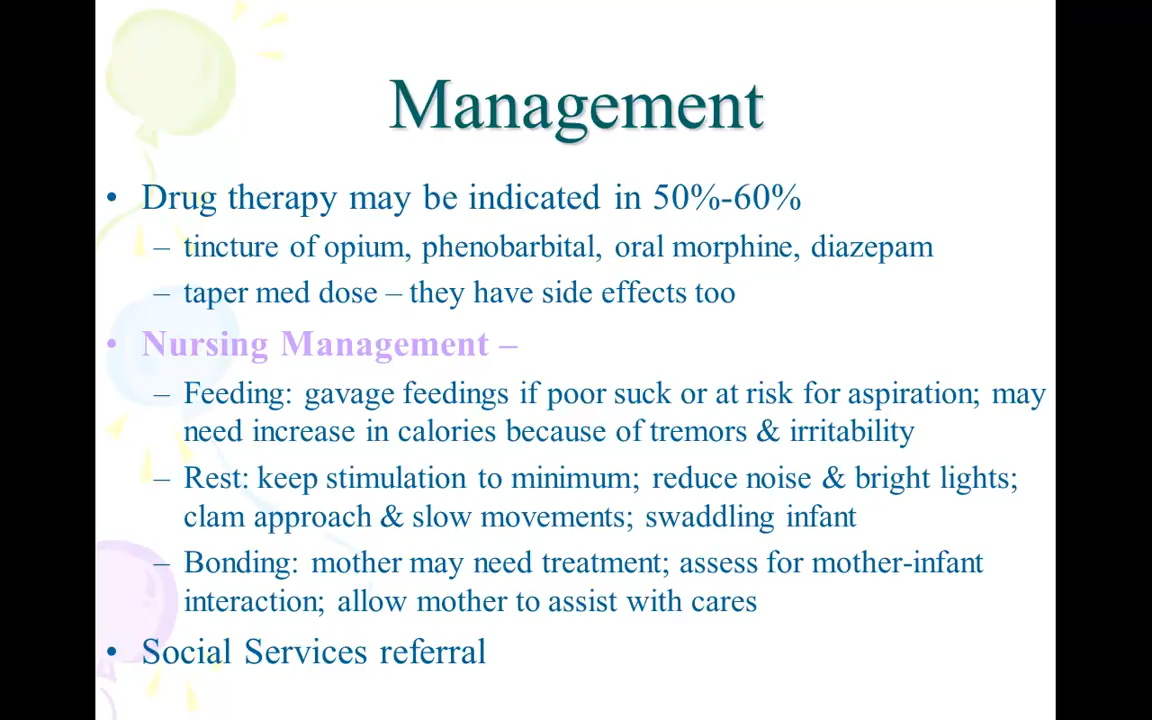 Management
• Drug therapy may be indicated in 50%-60%
– tincture of opium, phenobarbital, oral morphine, diazepam
– taper med dose – they have side effects too
• Nursing Management –
– Feeding: gavage feedings if poor suck or at risk for aspiration; may
need increase in calories because of tremors & irritability
– Rest: keep stimulation to minimum; reduce noise & bright lights;
clam approach & slow movements; swaddling infant
– Bonding: mother may need treatment; assess for mother-infant
interaction; allow mother to assist with cares
• Social Services referral